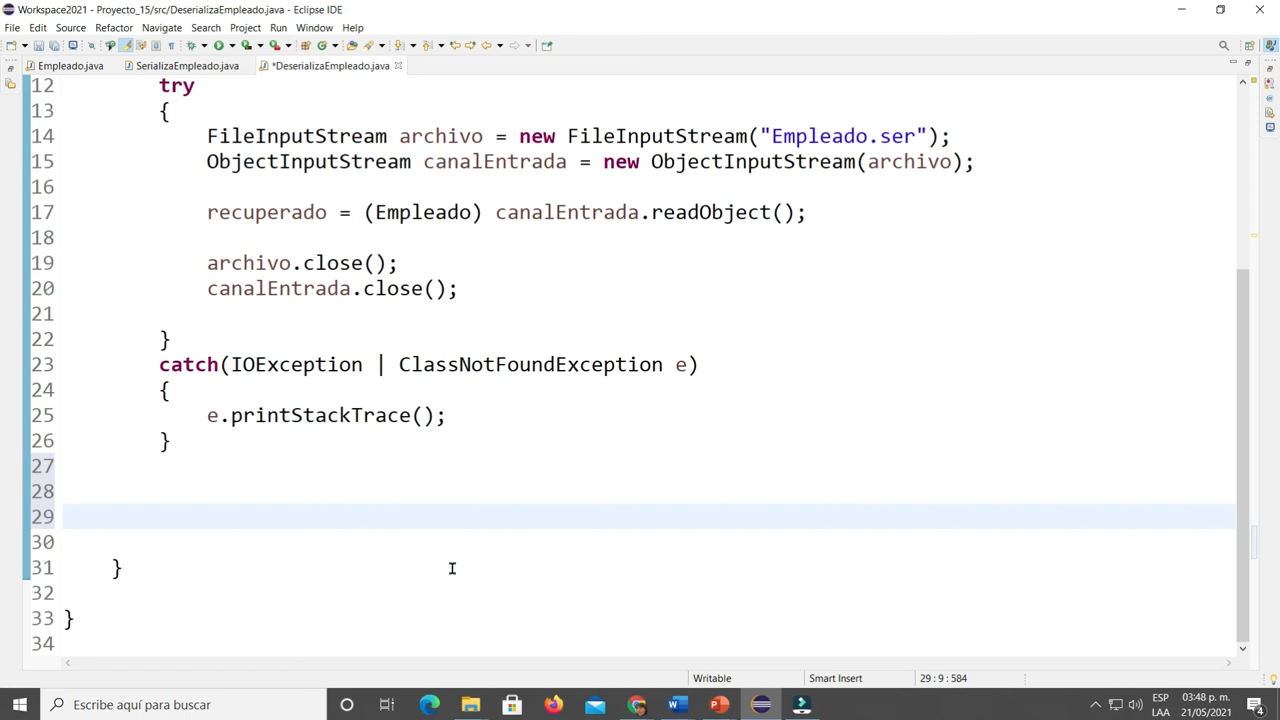 Workspace2021 - Proyecto_15/src/DeserializaEmpleado.java - Eclipse IDE
File Edit Source Refactor Navigate Search Project Run Window Help
Empleado.java SerializaEmpleado.java *DeserializaEmpleado.java
12 try
13 {
14 FileInputStream archivo = new FileInputStream("Empleado.ser");
15 ObjectInputStream canalEntrada = new ObjectInputStream(archivo);
16
17 recuperado = (Empleado) canalEntrada.readObject();
18
19 archivo.close();
20 canalEntrada.close();
21
22 }
23 catch(IOException | ClassNotFoundException e)
24 {
25 e.printStackTrace();
26 }
27
28
29
30
31 }
32
33 }
34
Writable Smart Insert 29 : 9 : 584
Escribe aquí para buscar
ESP 03:48 p. m.
LAA 21/05/2021
4